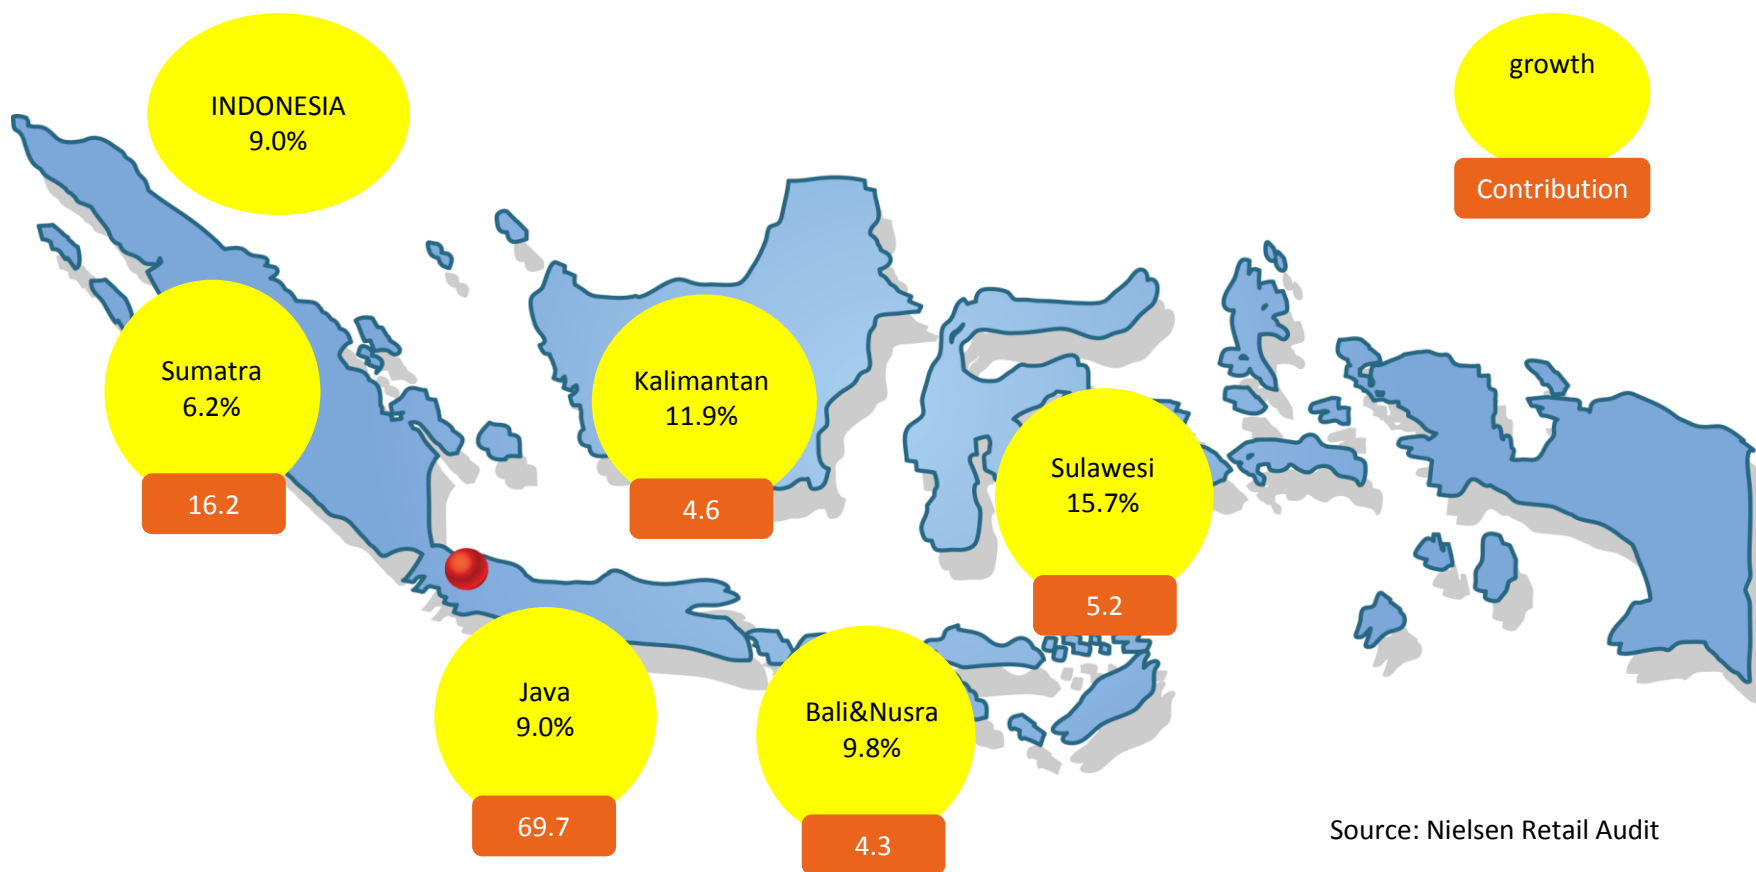 INDONESIA
9.0%
growth
Contribution
Sumatra
6.2%
16.2
Kalimantan
11.9%
4.6
Sulawesi
15.7%
5.2
Java
9.0%
69.7
Bali&Nusra
9.8%
4.3
Source: Nielsen Retail Audit